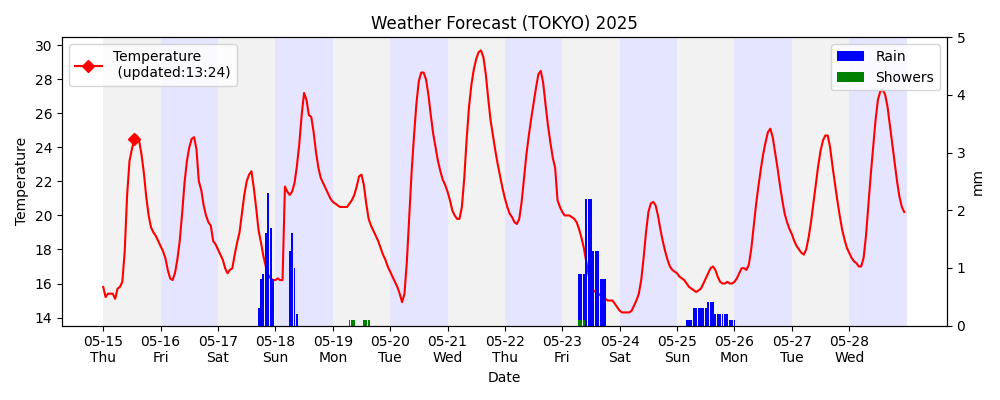 Weather Forecast (TOKYO) 2025
Temperature
(updated:13:24)
Rain
Showers
Temperature
30
28
26
24
22
20
18
16
14
5
4
3
2
1
0
mm
05-15 05-16 05-17 05-18 05-19 05-20 05-21 05-22 05-23 05-24 05-25 05-26 05-27 05-28
Thu Fri Sat Sun Mon Tue Wed Thu Fri Sat Sun Mon Tue Wed
Date